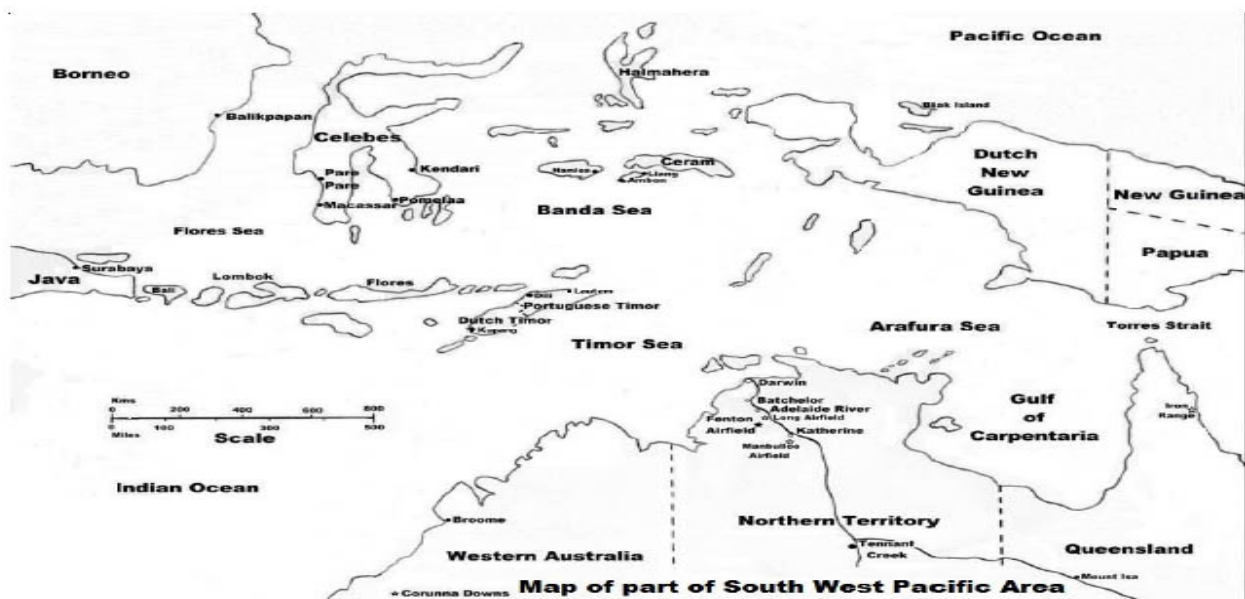 Pacific Ocean
Borneo
Halmahera
Biak Island
Balikpapan
Celebes
Ceram
Liang
Ambon
Dutch
New
Guinea
Kendari
Pare
Pare
New Guinea
Macassar
Pomelaa
Banda Sea
Flores Sea
Papua
Surabaya
Java
Lombok
Bali
Flores
Dili
Lautem
Portuguese Timor
Dutch Timor
Arafura Sea
Torres Strait
Timor Sea
Darwin
Batchelor
Adelaide River
Long Airfield
Fenton
Airfield
Katherine
Manbulloo
Airfield
Gulf
of
Carpentaria
Iron
Range
Kms
0 200 400 600 800
0 100 300 500
Miles
Scale
Indian Ocean
Broome
Northern Territory
Western Australia
Tennant
Creek
Queensland
Mount Isa
Map of part of South West Pacific Area
Corunna Downs